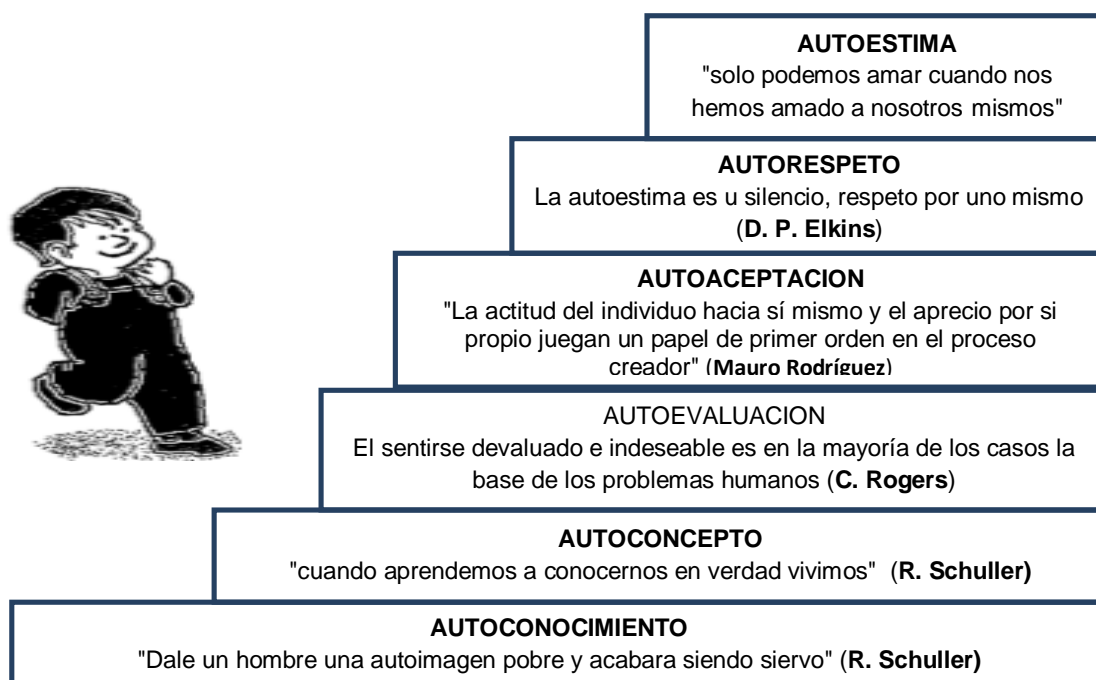 AUTOESTIMA
"solo podemos amar cuando nos
hemos amado a nosotros mismos"
AUTORESPETO
La autoestima es u silencio, respeto por uno mismo
(D. P. Elkins)
AUTOACEPTACION
"La actitud del individuo hacia sí mismo y el aprecio por si
propio juegan un papel de primer orden en el proceso
creador" (Mauro Rodríguez)
AUTOEVALUACION
El sentirse devaluado e indeseable es en la mayoría de los casos la
base de los problemas humanos (C. Rogers)
AUTOCONCEPTO
"cuando aprendemos a conocernos en verdad vivimos" (R. Schuller)
AUTOCONOCIMIENTO
"Dale un hombre una autoimagen pobre y acabara siendo siervo" (R. Schuller)